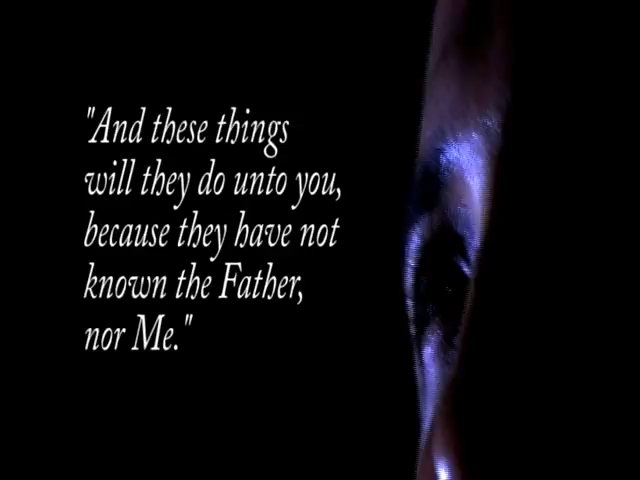 "And these things
will they do unto you,
because they have not
known the Father,
nor Me."